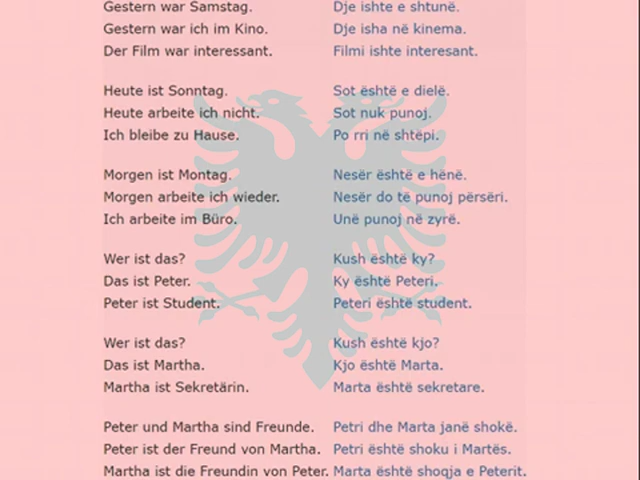 Gestern war Samstag. Dje ishte e shtunë.
Gestern war ich im Kino. Dje isha në kinema.
Der Film war interessant. Filmi ishte interesant.
Heute ist Sonntag. Sot është e dielë.
Heute arbeite ich nicht. Sot nuk punoj.
Ich bleibe zu Hause. Po rri në shtëpi.
Morgen ist Montag. Nesër është e hënë.
Morgen arbeite ich wieder. Nesër do të punoj përsëri.
Ich arbeite im Büro. Unë punoj në zyrë.
Wer ist das? Kush është ky?
Das ist Peter. Ky është Peteri.
Peter ist Student. Peteri është student.
Wer ist das? Kush është kjo?
Das ist Martha. Kjo është Marta.
Martha ist Sekretärin. Marta është sekretare.
Peter und Martha sind Freunde. Petri dhe Marta janë shokë.
Peter ist der Freund von Martha. Petri është shoku i Martës.
Martha ist die Freundin von Peter. Marta është shoqja e Peterit.